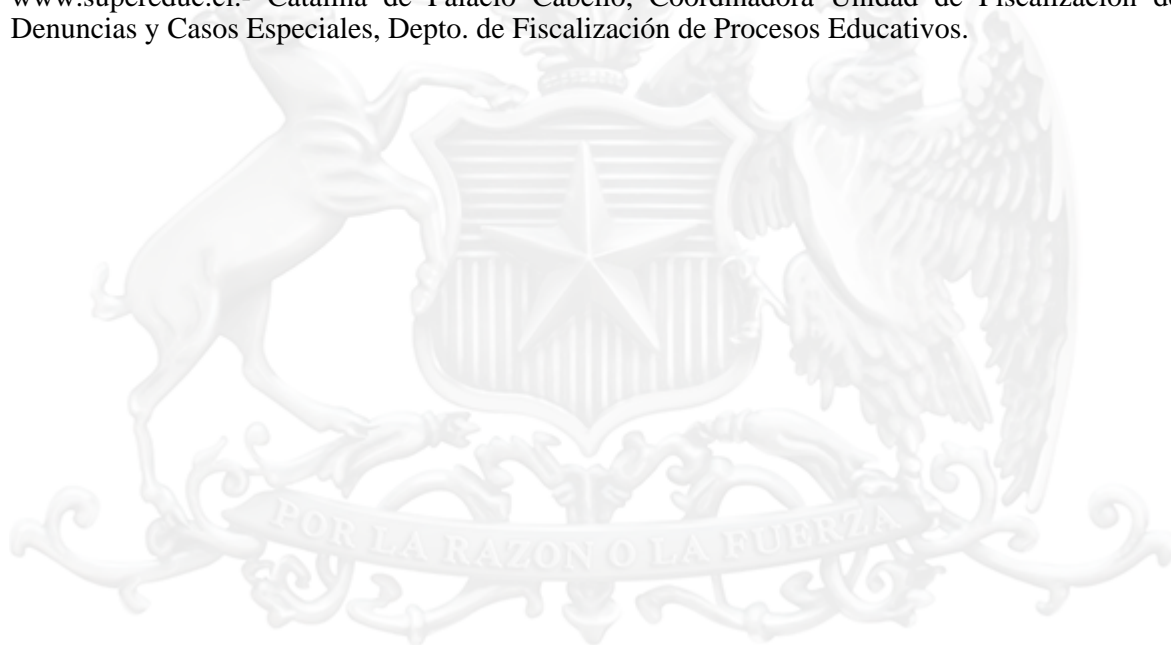 www.supereduc.cl.- Catalina de Palacio Cabello, Coordinadora Unidad de Fiscalización de
Denuncias y Casos Especiales, Depto. de Fiscalización de Procesos Educativos.
POR LA RAZON O LA FUERZA